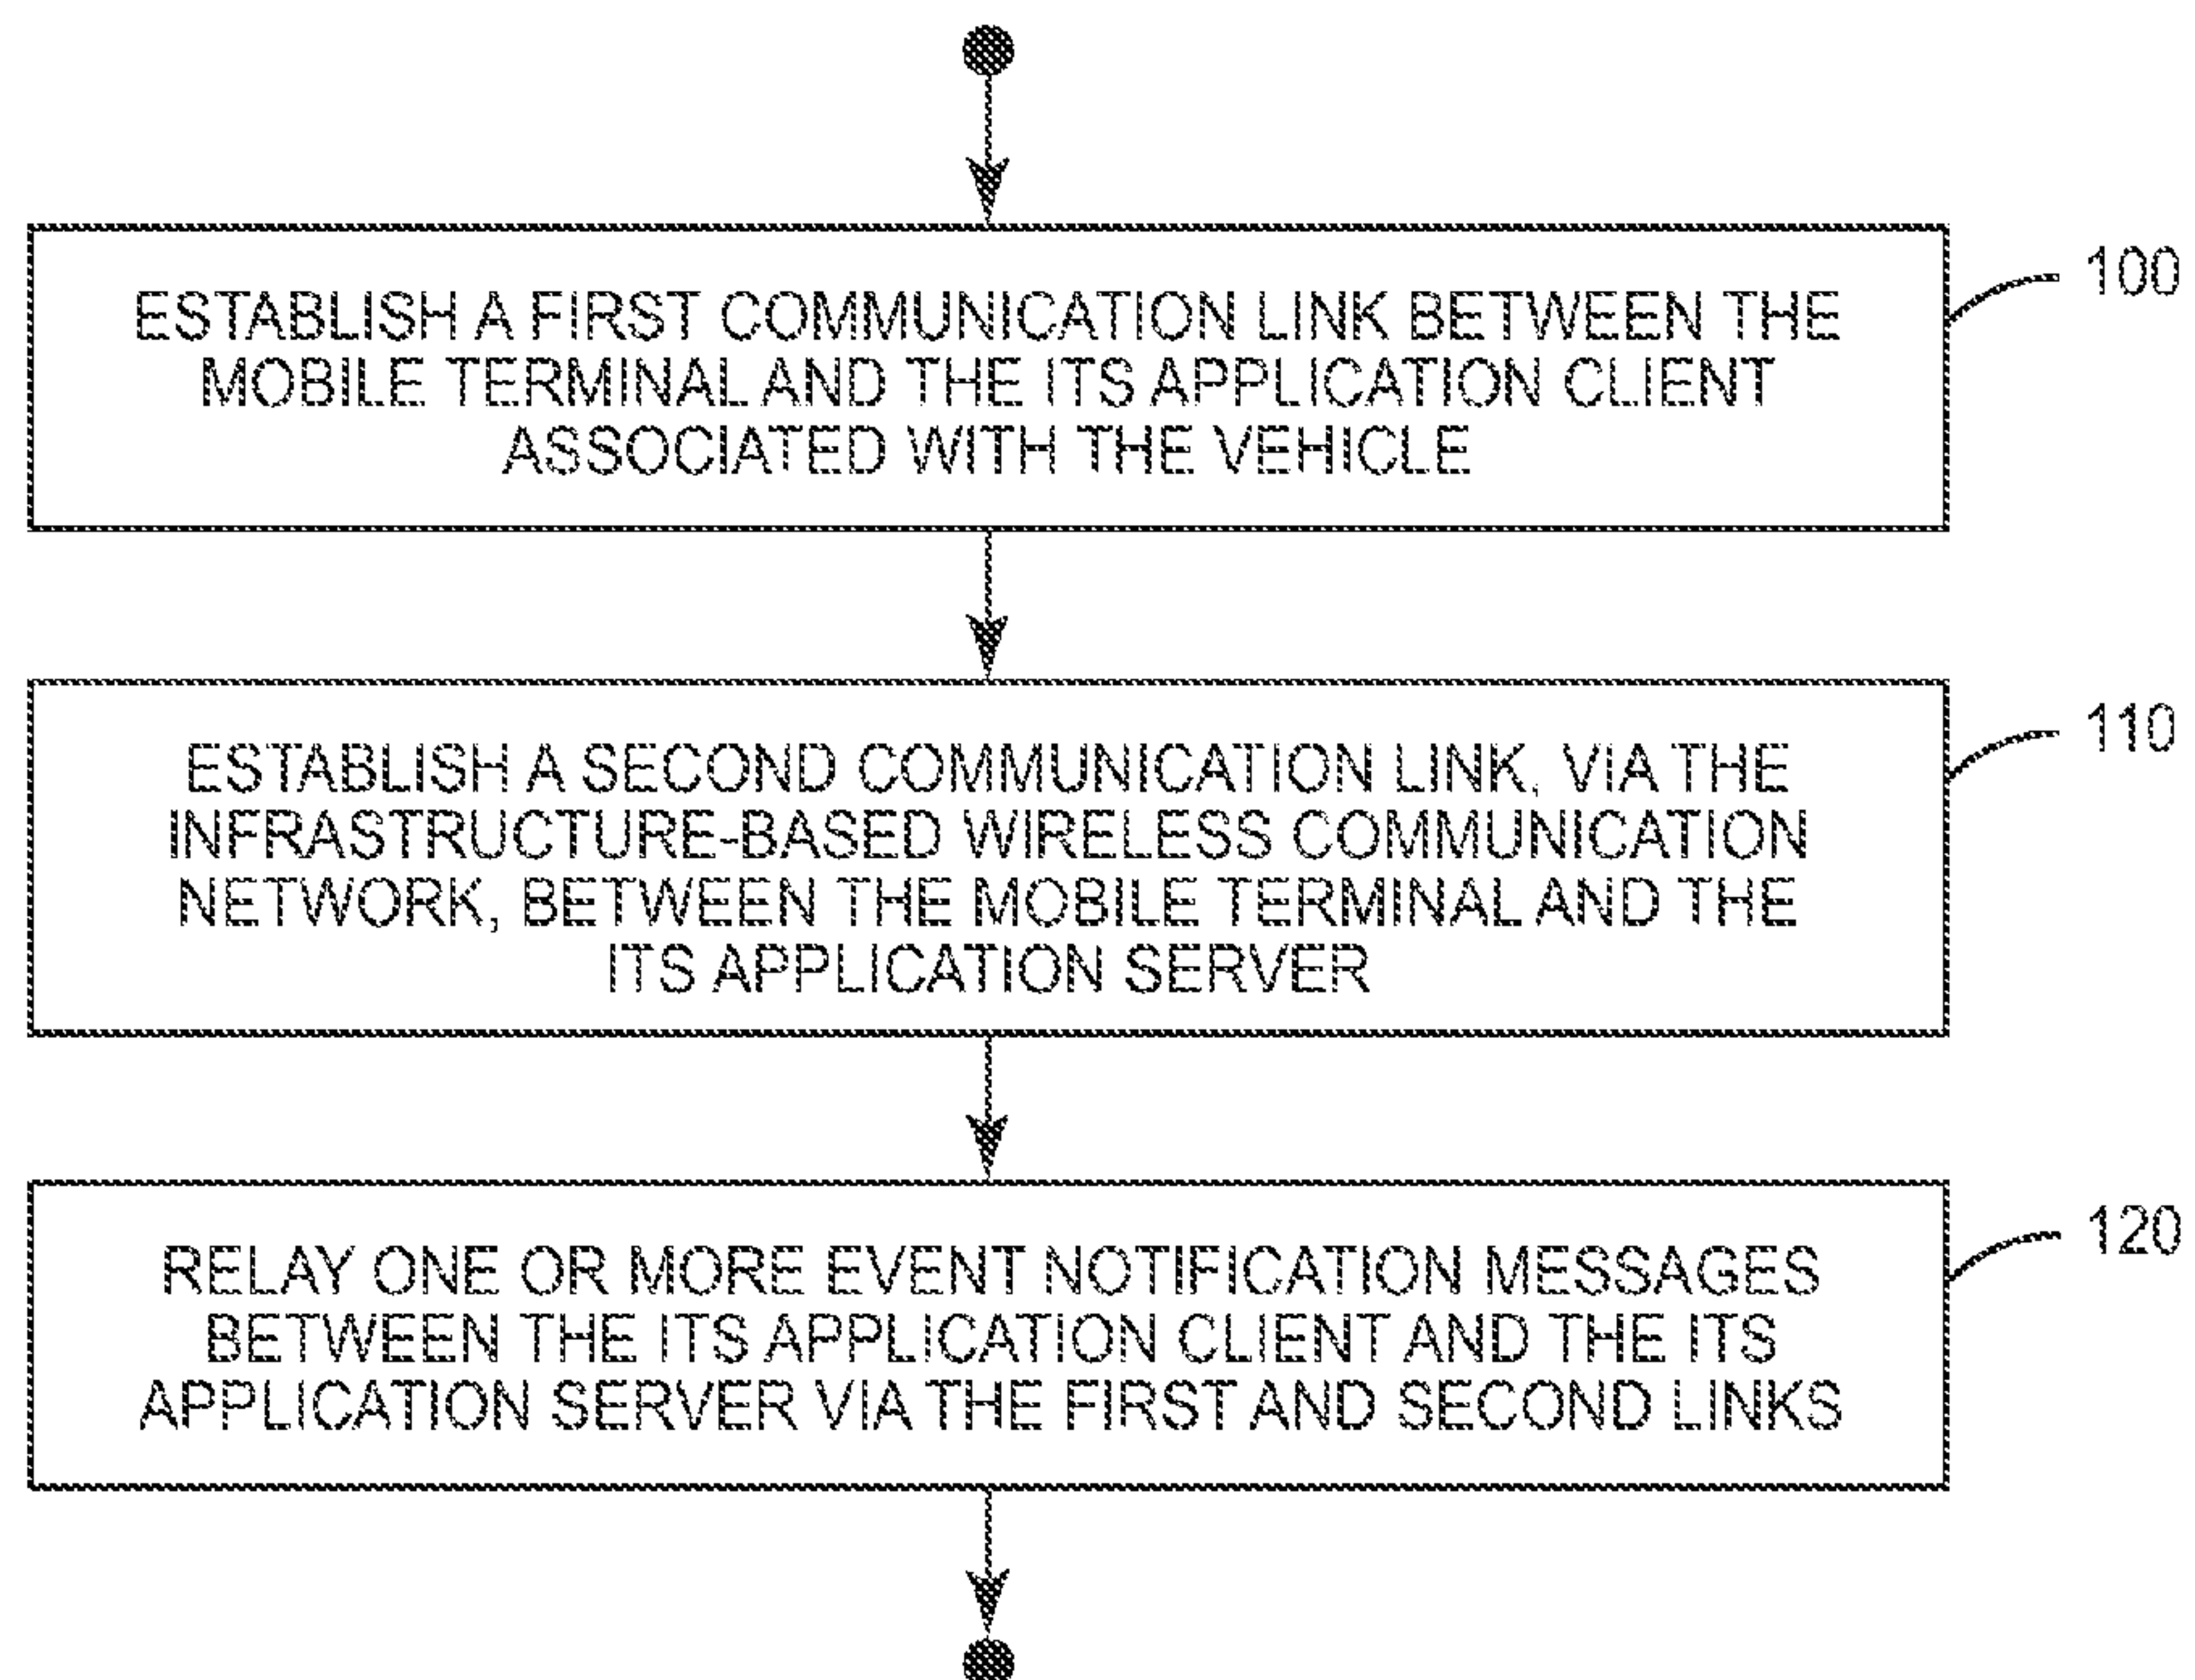 ESTABLISH A FIRST COMMUNICATION LINK BETWEEN THE
MOBILE TERMINAL AND THE ITS APPLICATION CLIENT
ASSOCIATED WITH THE VEHICLE
100
ESTABLISH A SECOND COMMUNICATION LINK, VIA THE
INFRASTRUCTURE-BASED WIRELESS COMMUNICATION
NETWORK, BETWEEN THE MOBILE TERMINAL AND THE
ITS APPLICATION SERVER
110
RELAY ONE OR MORE EVENT NOTIFICATION MESSAGES
BETWEEN THE ITS APPLICATION CLIENT AND THE ITS
APPLICATION SERVER VIA THE FIRST AND SECOND LINKS
120